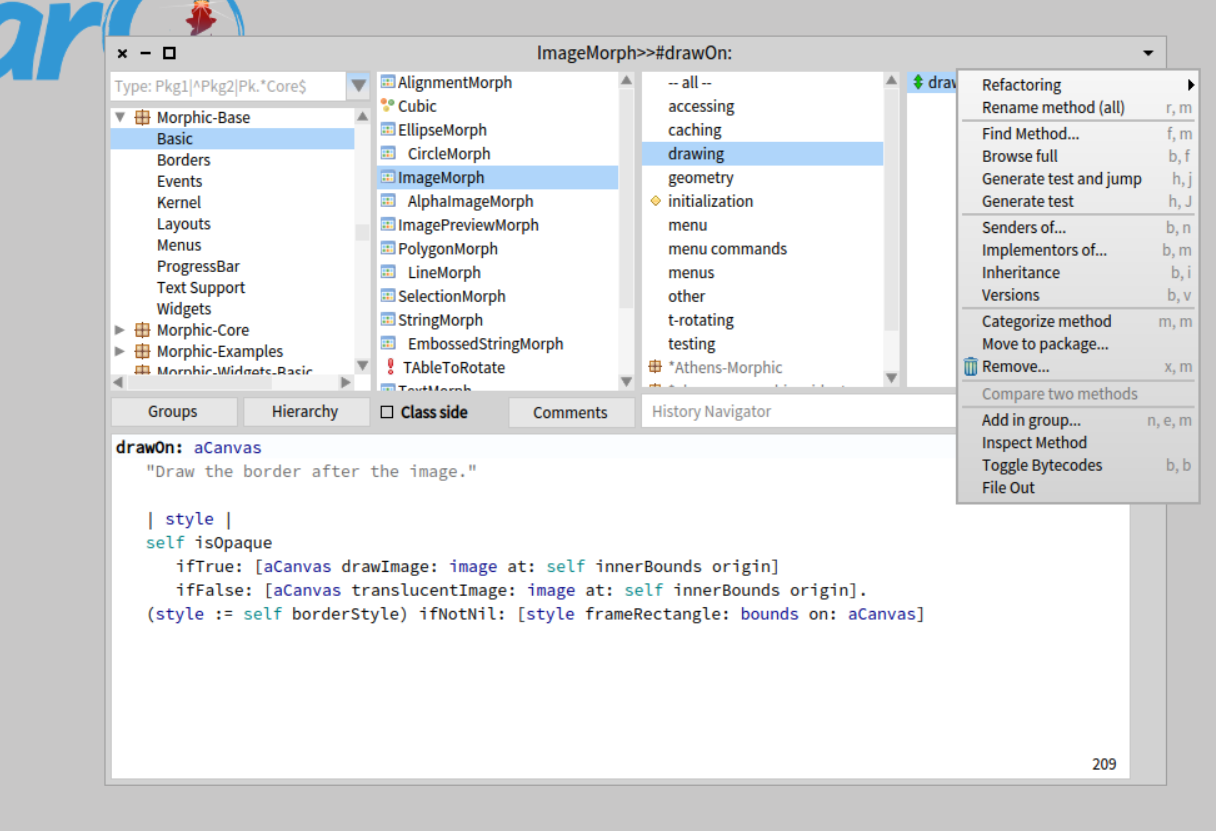 ar
ImageMorph>>#drawOn:
Type: Pkg1|^Pkg2|Pk.*Core$
Morphic-Base
Basic
Borders
Events
Kernel
Layouts
Menus
ProgressBar
Text Support
Widgets
Morphic-Core
Morphic-Examples
Morphic-Widgets-Basic
AlignmentMorph
Cubic
EllipseMorph
CircleMorph
ImageMorph
AlphaImageMorph
ImagePreviewMorph
PolygonMorph
LineMorph
SelectionMorph
StringMorph
EmbossedStringMorph
TAbleToRotate
TextMorph
-- all --
accessing
caching
drawing
geometry
initialization
menu
menu commands
menus
other
t-rotating
testing
*Athens-Morphic
drav
Refactoring
Rename method (all) r, m
Find Method... f, m
Browse full b, f
Generate test and jump h, j
Generate test h, J
Senders of... b, n
Implementors of... b, m
Inheritance b, i
Versions b, v
Categorize method m, m
Move to package...
Remove... x, m
Compare two methods
Add in group... n, e, m
Inspect Method
Toggle Bytecodes b, b
File Out
Groups Hierarchy Class side Comments History Navigator
drawOn: aCanvas
"Draw the border after the image."
| style |
self isOpaque
ifTrue: [aCanvas drawImage: image at: self innerBounds origin]
ifFalse: [aCanvas translucentImage: image at: self innerBounds origin].
(style := self borderStyle) ifNotNil: [style frameRectangle: bounds on: aCanvas]
209